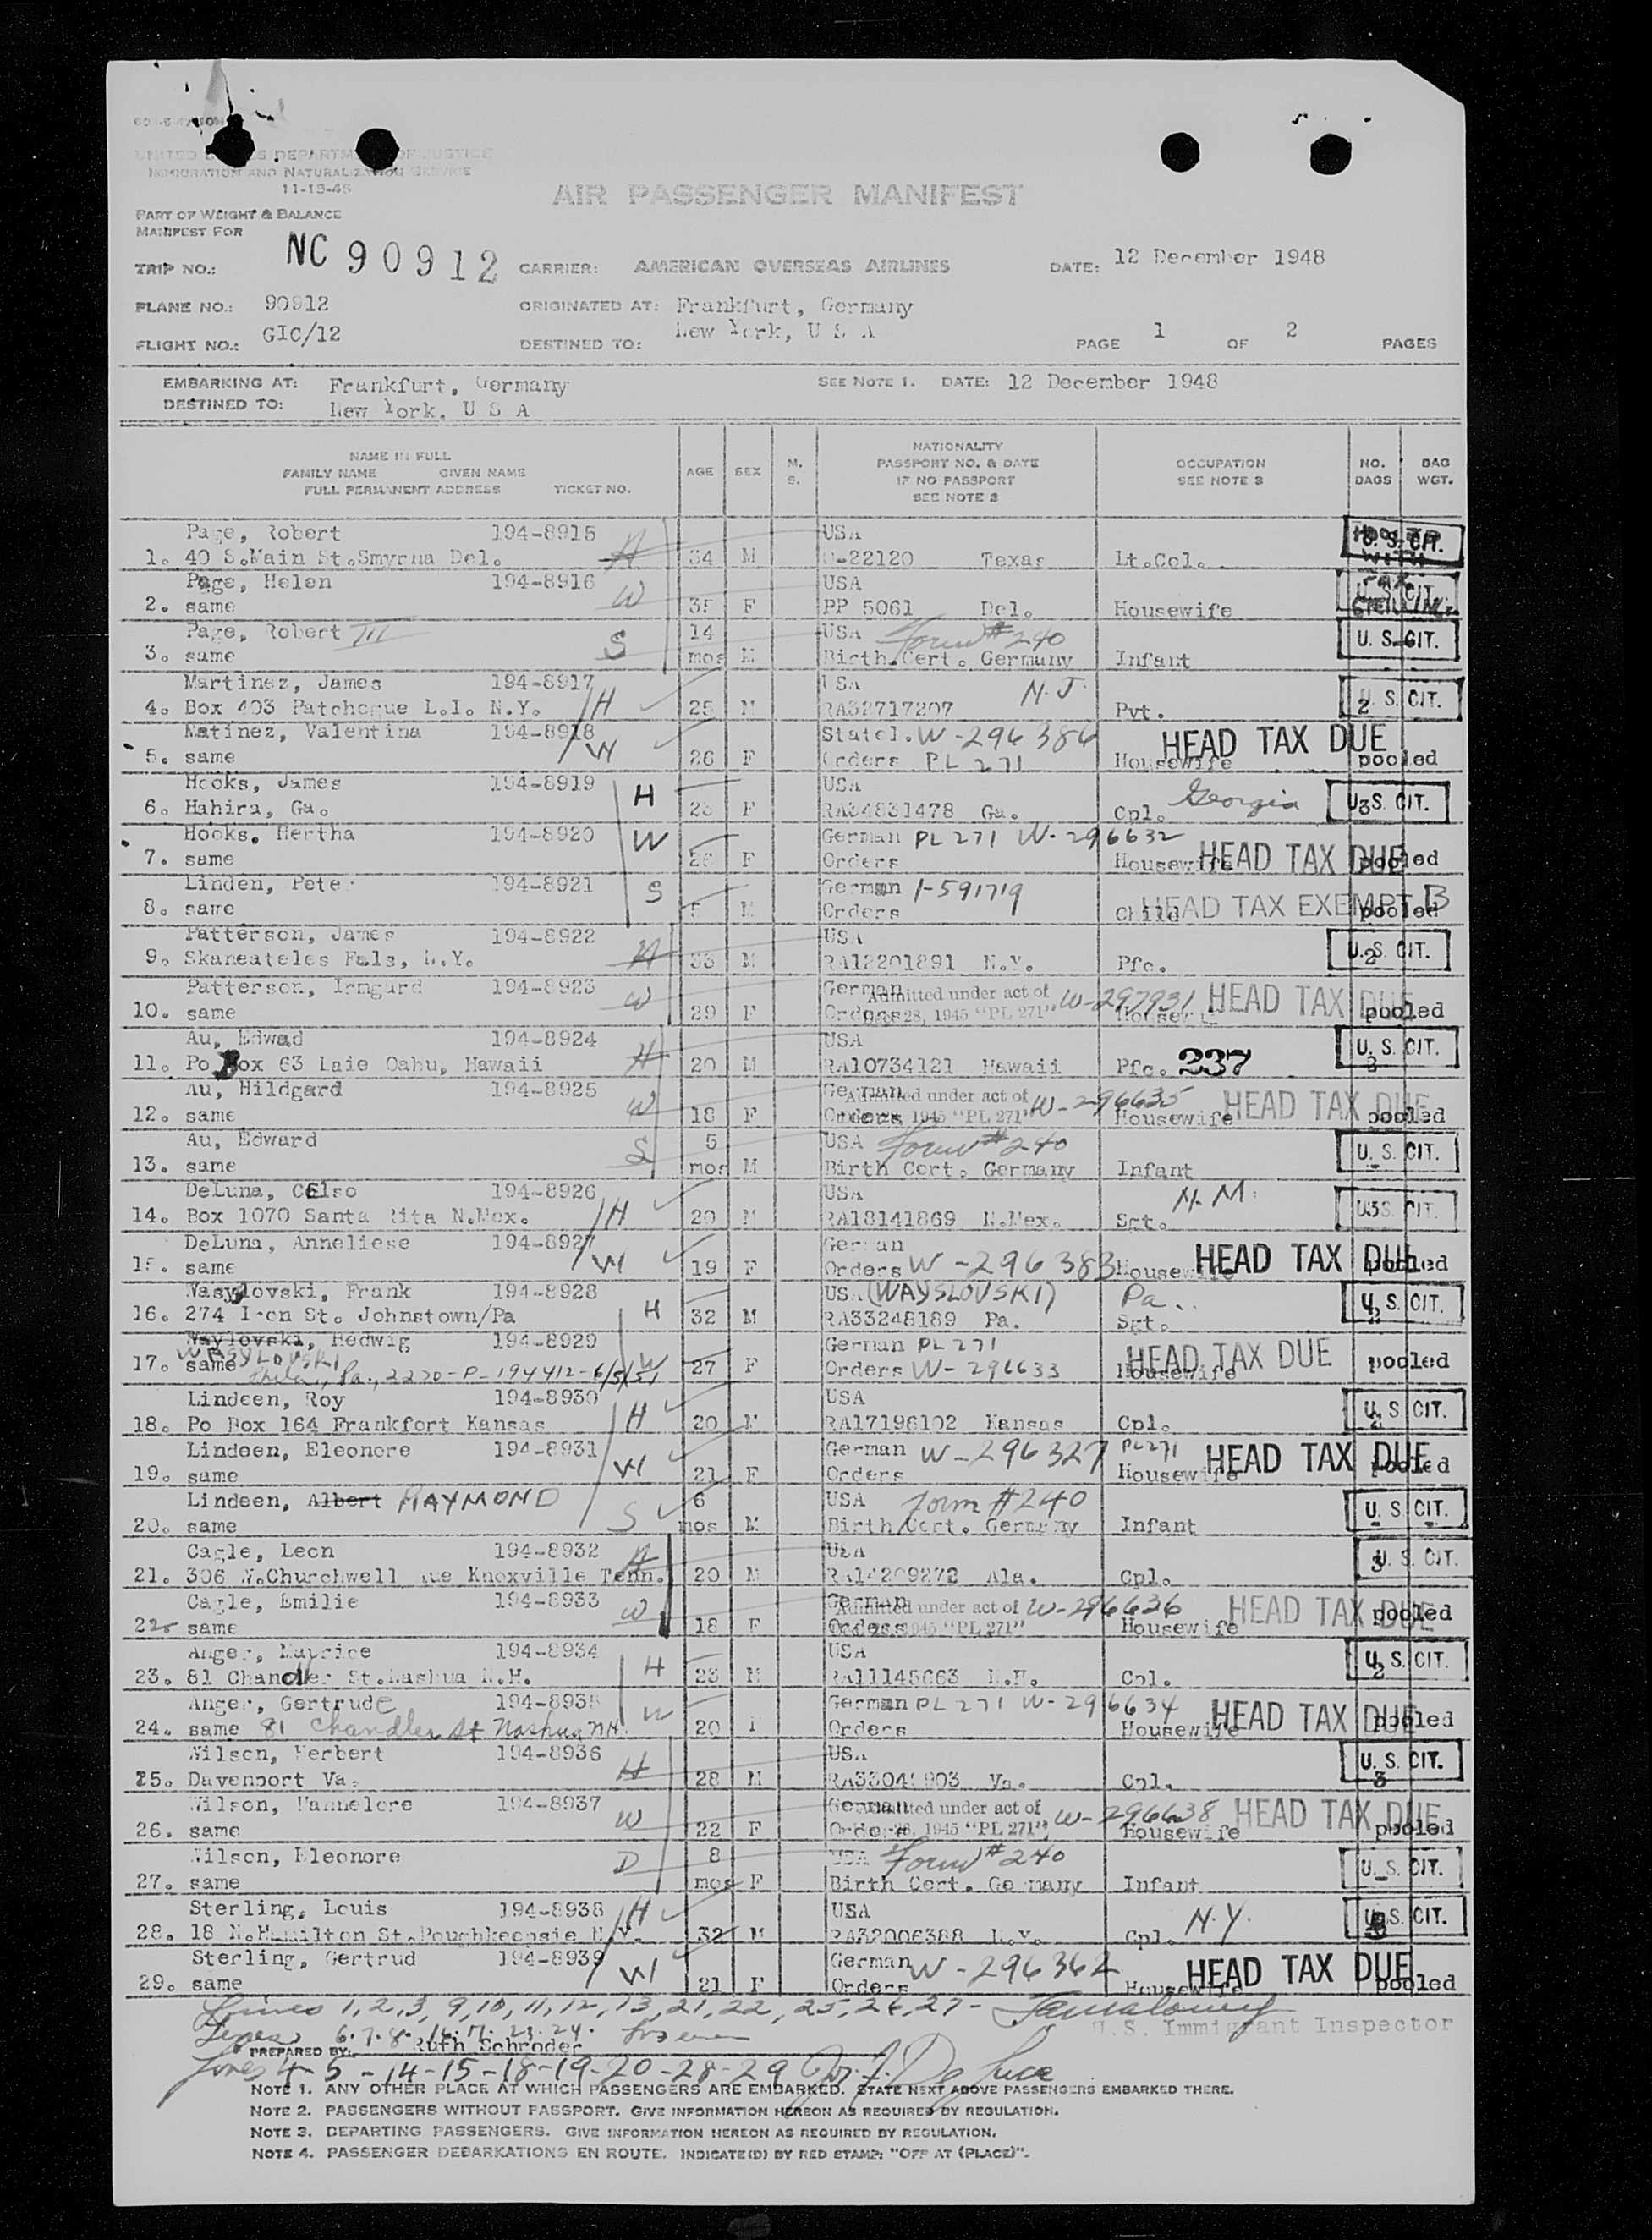 UNITED STATES DEPARTMENT OF JUSTICE
IMMIGRATION AND NATURALIZATION SERVICE
11-18-48
AIR PASSENGER MANIFEST
PART OF WEIGHT & BALANCE
MANIFEST FOR
TRIP NO.: NC 90912 CARRIER: AMERICAN OVERSEAS AIRLINES DATE: 12 December 1948
PLANE NO.: 90912 ORIGINATED AT: Frankfurt, Germany
FLIGHT NO.: GIC/12 DESTINED TO: New York, U S A PAGE 1 OF 2 PAGES
EMBARKING AT: Frankfurt, Germany SEE NOTE 1. DATE: 12 December 1948
DESTINED TO: New York, U S A
NAME IN FULL
FAMILY NAME GIVEN NAME
FULL PERMANENT ADDRESS TICKET NO. AGE SEX M. S. NATIONALITY PASSPORT NO. & DATE IF NO PASSPORT SEE NOTE 2 OCCUPATION SEE NOTE 3 NO. BAGS BAG WGT.
Page, Robert 194-8915 USA
1. 40 S.Main St.Smyrna Del. H 34 M O-22120 Texas Lt.Col. U. S. CIT.
Page, Helen 194-8916 W USA
2. same 35 F PP 5061 Del. Housewife U. S. CIT.
Page, Robert III S 14 USA Form #240
3. same mos M Birth.Cert. Germany Infant U. S. CIT.
Martinez, James 194-8917 USA N.J.
4. Box 403 Patchogue L.I. N.Y. H 25 M RA32717207 Pvt. 2 U. S. CIT.
Matinez, Valentina 194-8918 Statel. W-296386 HEAD TAX DUE
5. same W 26 F Orders PL 271 Housewife pooled
Hooks, James 194-8919 H USA Georgia
6. Hahira, Ga. 23 F RA34831478 Ga. Cpl. 3 U. S. CIT.
Hooks, Hertha 194-8920 W German PL 271 W-296632
7. same 26 F Orders Housewife HEAD TAX DUE pooled
Linden, Peter 194-8921 S German 1-591719
8. same 5 M Orders Child HEAD TAX EXEMPT B pooled
Patterson, James 194-8922 USA
9. Skaneateles Fals, N.Y. H 33 M RA12201891 N.Y. Pfc. 2 U. S. CIT.
Patterson, Irmgard 194-8923 W German Admitted under act of
10. same 29 F Orders 28, 1945 "PL 271" W-297931 HEAD TAX DUE pooled
Au, Edwad 194-8924 USA
11. Po Box 63 Laie Oahu, Hawaii H 20 M RA10734121 Hawaii Pfc. 237 U. S. CIT.
Au, Hildgard 194-8925 German Admitted under act of
12. same W 18 F Orders 1945 "PL 271" W-296635 Housewife HEAD TAX DUE pooled
Au, Edward 5 USA Form #240
13. same S mos M Birth Cert. Germany Infant U. S. CIT.
DeLuna, CElso 194-8926 USA N.M.
14. Box 1070 Santa Rita N.Mex. H 20 M RA18141869 N.Mex. Sgt. 3 U. S. CIT.
DeLuna, Anneliese 194-8927 German
15. same W 19 F Orders W-296383 Housewife HEAD TAX DUE pooled
Wasylovski, Frank 194-8928 USA (WAYSLOVSKI) Pa.
16. 274 Iron St. Johnstown/Pa H 32 M RA33248189 Pa. Sgt. 2 U. S. CIT.
Waylovski, Hedwig 194-8929 German PL 271
WASYLOVSKI
17. same Phila., Pa., 2270-P-194412-6/5/51 W 27 F Orders W-296633 Housewife HEAD TAX DUE pooled
Lindeen, Roy 194-8930 USA
18. Po Box 164 Frankfort Kansas H 20 M RA17196102 Kansas Cpl. 2 U. S. CIT.
Lindeen, Eleonore 194-8931 German W-296327 PL271
19. same W 21 F Orders Housewife HEAD TAX DUE pooled
Lindeen, Albert RAYMOND 6 USA Form #240
20. same S mos M Birth Cert. Germany Infant U. S. CIT.
Cagle, Leon 194-8932 USA
21. 306 N.Churchwell Ave Knoxville Tenn. H 20 M RA14209272 Ala. Cpl. 3 U. S. CIT.
Cagle, Emilie 194-8933 German Admitted under act of W-296636
22. same W 18 F Orders 1945 "PL 271" Housewife HEAD TAX DUE pooled
Anger, Maurice 194-8934 USA
23. 81 Chandler St.Nashua N.H. H 23 M RA11145663 N.H. Cpl. 2 U. S. CIT.
Anger, Gertrude 194-8935 German PL 271 W-296634
24. same 81 Chandler St Nashua NH. W 20 F Orders Housewife HEAD TAX DUE pooled
Wilson, Herbert 194-8936 USA
25. Davenport Va. H 28 M Va. Cpl. 3 U. S. CIT.
Wilson, Hannelore 194-8937 German Admitted under act of
26. same W 22 F Orders 28, 1945 "PL 271" W-296638 Housewife HEAD TAX DUE pooled
Wilson, Eleonore 8 USA Form #240
27. same D mos F Birth Cert. Germany Infant U. S. CIT.
Sterling, Louis 194-8938 USA
28. 18 N.Hamilton St.Poughkeepsie N.Y. H 32 M RA32006388 N.Y. Cpl. N.Y. U. S. CIT.
Sterling, Gertrud 194-8939 German W-296362
29. same W 21 F Orders Housewife HEAD TAX DUE pooled
Lines 1,2,3,9,10,11,12,13,21,22,25,26,27-
U.S. Immigrant Inspector
6.7.8.16.17.23.24.
PREPARED BY: Ruth Schroder
Lines 4-5-14-15-18-19-20-28-29
NOTE 1. ANY OTHER PLACE AT WHICH PASSENGERS ARE EMBARKED. STATE NEXT ABOVE PASSENGERS EMBARKED THERE.
NOTE 2. PASSENGERS WITHOUT PASSPORT. GIVE INFORMATION HEREON AS REQUIRED BY REGULATION.
NOTE 3. DEPARTING PASSENGERS. GIVE INFORMATION HEREON AS REQUIRED BY REGULATION.
NOTE 4. PASSENGER DEBARKATIONS EN ROUTE. INDICATE(D) BY RED STAMP: "OFF AT (PLACE)".